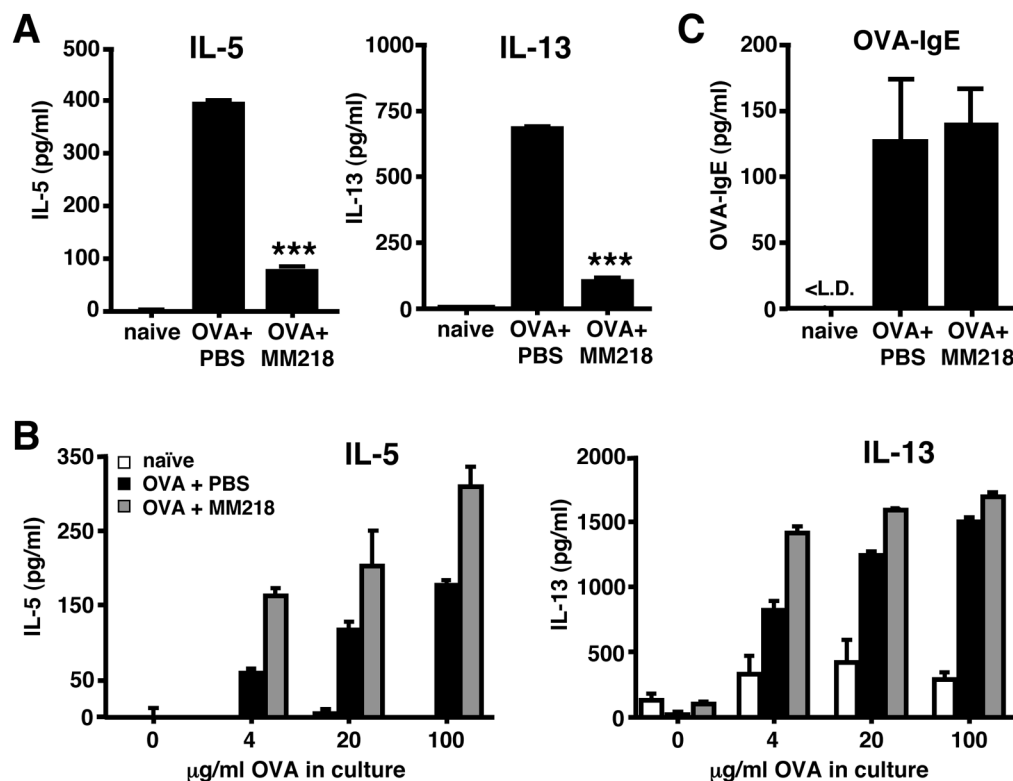 A
IL-5
IL-5 (pg/ml)
500
400
300
200
100
0
***
naive
OVA+
PBS
OVA+
MM218
IL-13
IL-13 (pg/ml)
1000
750
500
250
0
***
naive
OVA+
PBS
OVA+
MM218
C
OVA-IgE
OVA-IgE (pg/ml)
200
150
100
50
0
<L.D.
naive
OVA+
PBS
OVA+
MM218
B
IL-5
naïve
OVA + PBS
OVA + MM218
IL-5 (pg/ml)
350
250
150
50
0
0 4 20 100
μg/ml OVA in culture
IL-13
IL-13 (pg/ml)
2000
1500
1000
500
0
0 4 20 100
μg/ml OVA in culture